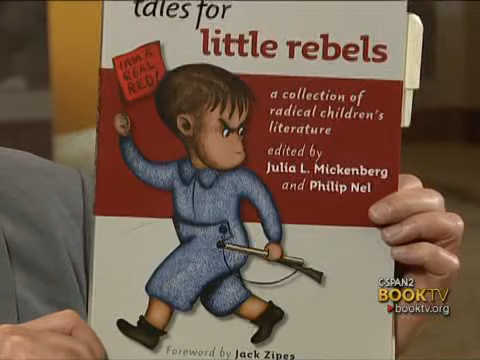 tales for
little rebels
I AM A
REAL
RED!
a collection of
radical children's
literature
edited by
Julia L. Mickenberg
and Philip Nel
Foreword by Jack Zipes
C-SPAN2
BOOKTV
booktv.org